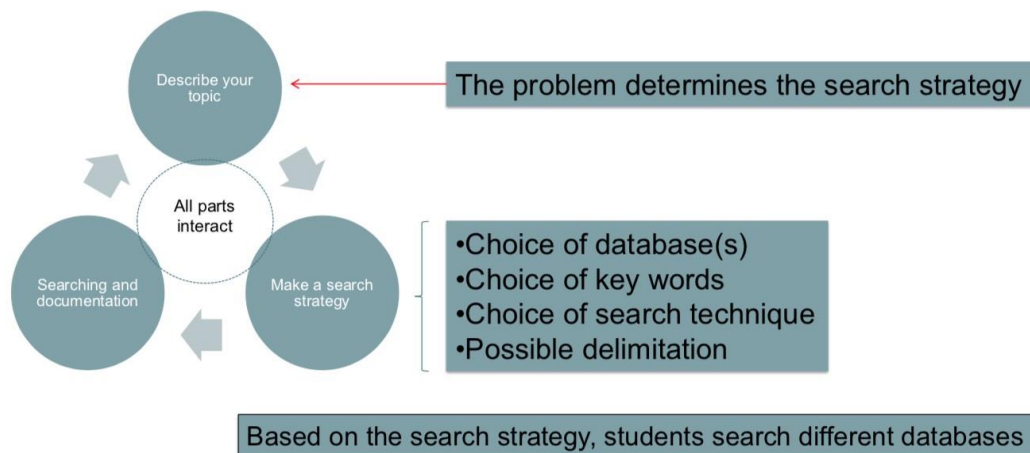 Describe your
topic
The problem determines the search strategy
All parts
interact
Searching and
documentation
Make a search
strategy
•Choice of database(s)
•Choice of key words
•Choice of search technique
•Possible delimitation
Based on the search strategy, students search different databases